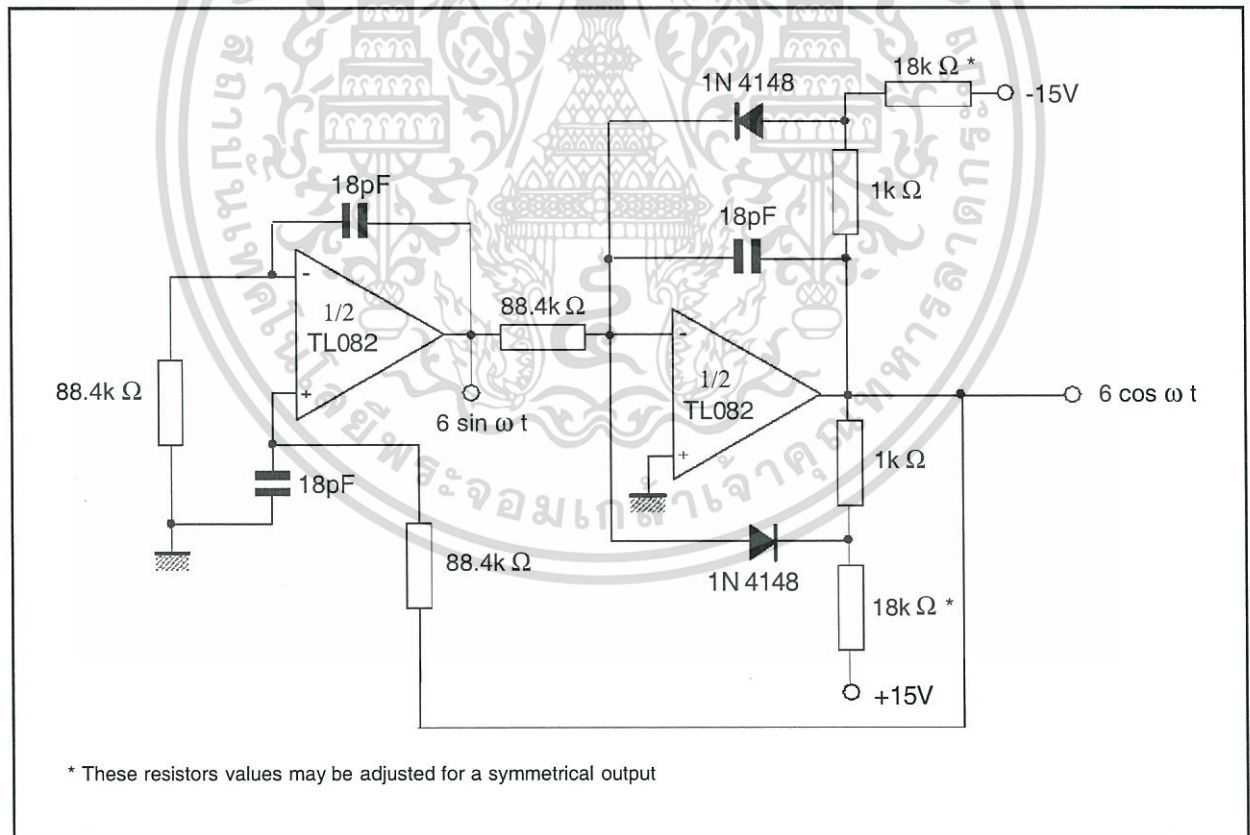 18k Ω *
-15V
1N 4148
1k Ω
18pF
18pF
-
1/2
TL082
+
88.4k Ω
88.4k Ω
6 sin ω t
-
1/2
TL082
+
6 cos ω t
18pF
1k Ω
88.4k Ω
1N 4148
18k Ω *
+15V
* These resistors values may be adjusted for a symmetrical output